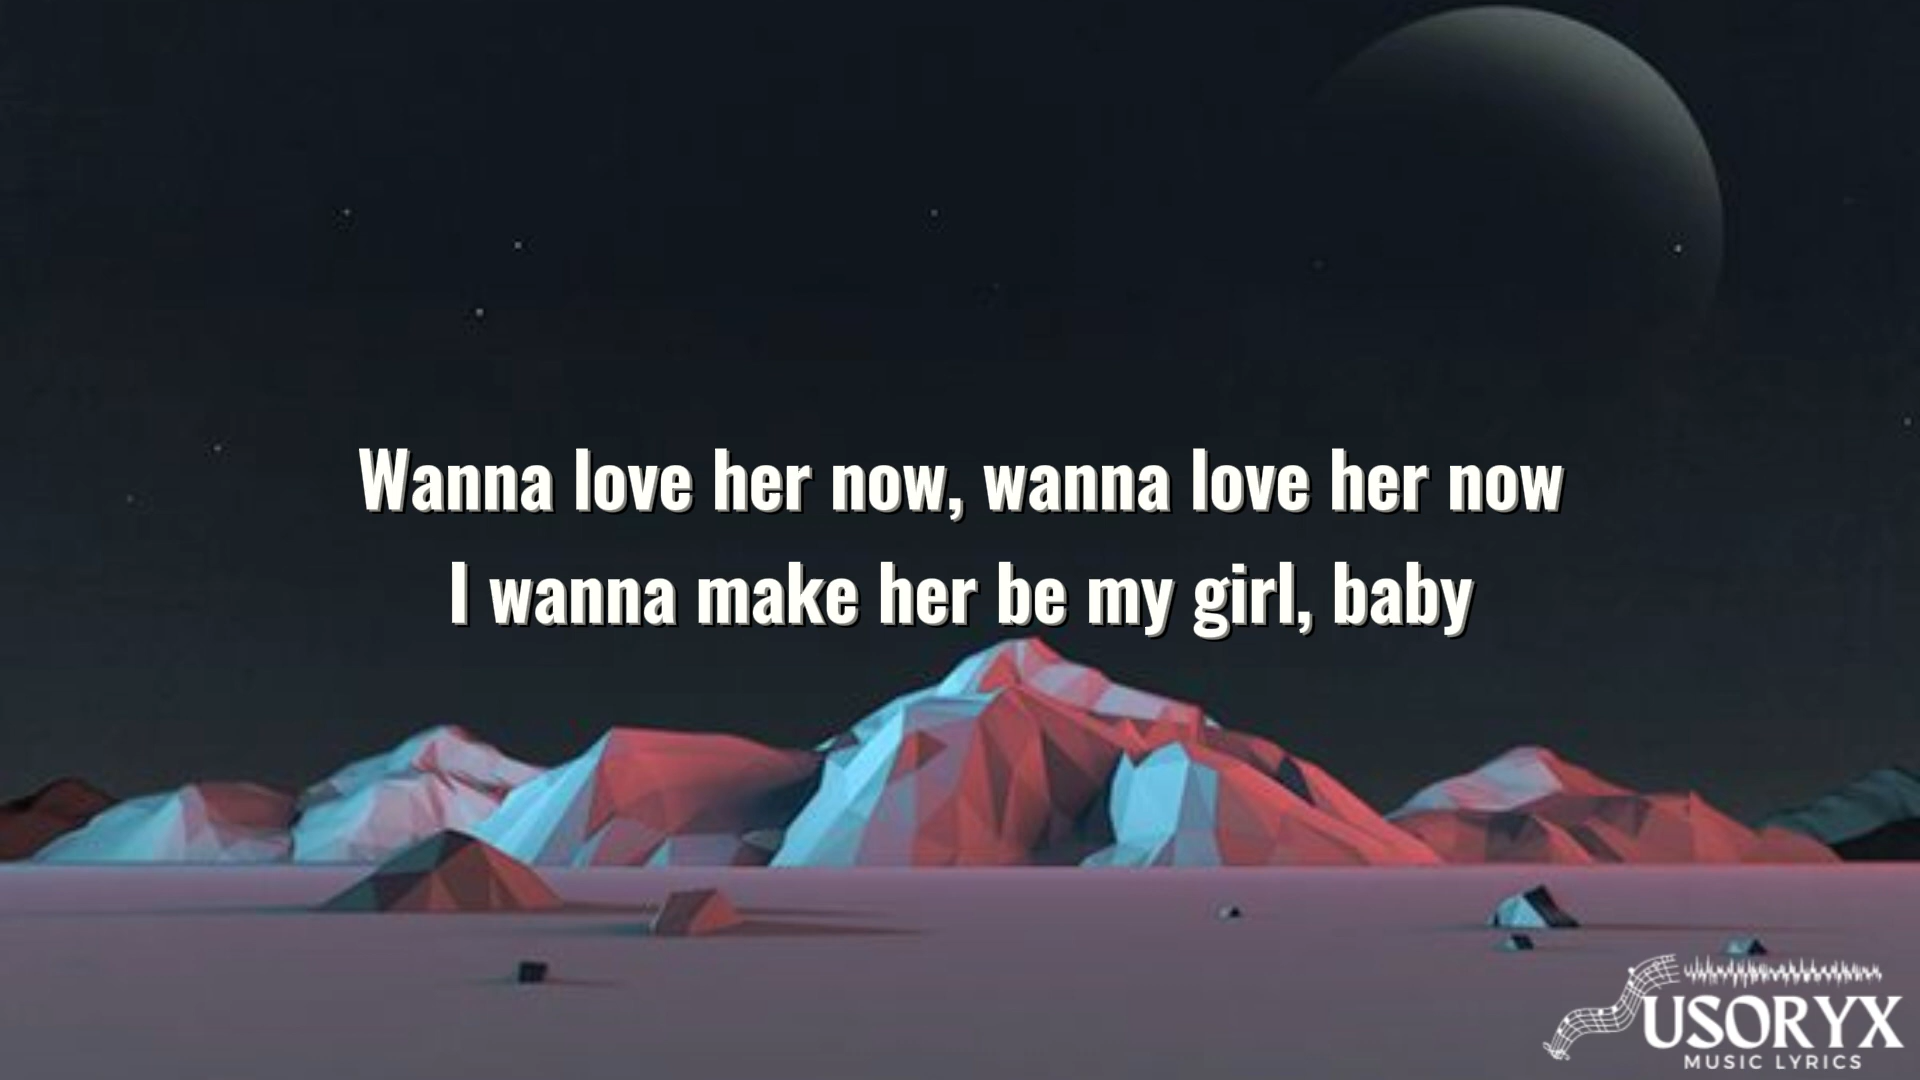 Wanna love her now, wanna love her now
I wanna make her be my girl, baby
USORYX
MUSIC LYRICS